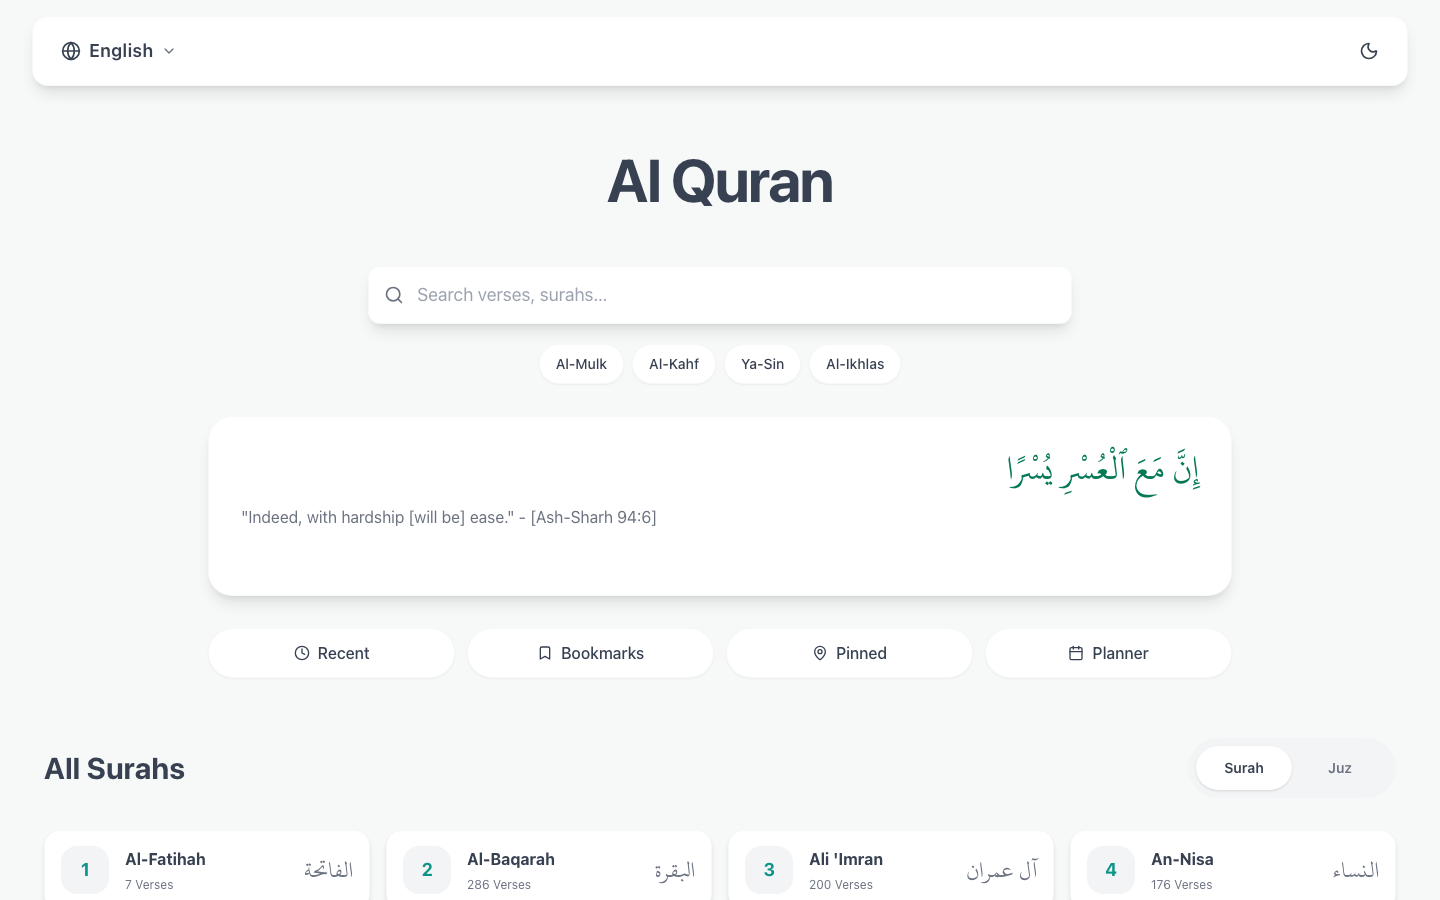 English
Al Quran
Search verses, surahs...
Al-Mulk
Al-Kahf
Ya-Sin
Al-Ikhlas
إِنَّ مَعَ ٱلْعُسْرِ يُسْرًا
"Indeed, with hardship [will be] ease." - [Ash-Sharh 94:6]
Recent
Bookmarks
Pinned
Planner
All Surahs
Surah
Juz
1
Al-Fatihah
7 Verses
الفاتحة
2
Al-Baqarah
286 Verses
البقرة
3
Ali 'Imran
200 Verses
آل عمران
4
An-Nisa
176 Verses
النساء